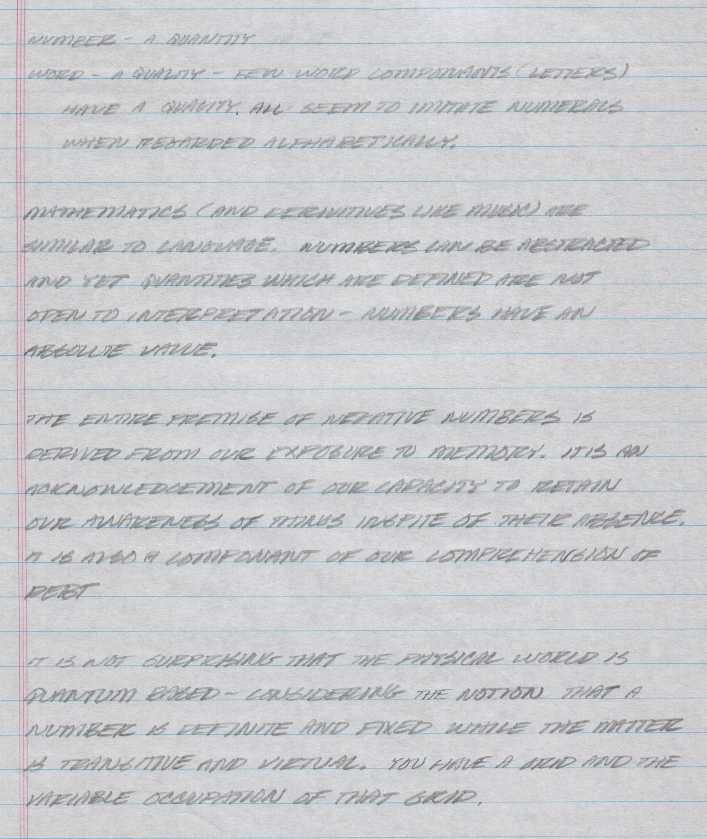 NUMBER - A QUANTITY
WORD - A QUALITY - FEW WORD COMPONANTS (LETTERS)
HAVE A QUALITY. ALL SEEM TO IMITATE NUMERALS
WHEN REGARDED ALPHABETICALLY.
MATHEMATICS (AND DERIVITIVES LIKE MUSIC) ARE
SIMILAR TO LANGUAGE. NUMBERS CAN BE ABSTRACTED
AND YET QUANTITIES WHICH ARE DEFINED ARE NOT
OPEN TO INTERPRETATION - NUMBERS HAVE AN
ABSOLUTE VALUE.
THE ENTIRE PREMISE OF NEGATIVE NUMBERS IS
DERIVED FROM OUR EXPOSURE TO MEMORY. IT IS AN
ACKNOWLEDGEMENT OF OUR CAPACITY TO RETAIN
OUR AWARENESS OF THINGS INSPITE OF THEIR ABSENCE.
IT IS ALSO A COMPONANT OF OUR COMPREHENSION OF
DEBT
IT IS NOT SURPRISING THAT THE PHYSICAL WORLD IS
QUANTUM BASED - CONSIDERING THE NOTION THAT A
NUMBER IS DEFINITE AND FIXED WHILE THE MATTER
IS TRANSITIVE AND VIRTUAL. YOU HAVE A GRID AND THE
VARIABLE OCCUPATION OF THAT GRID.